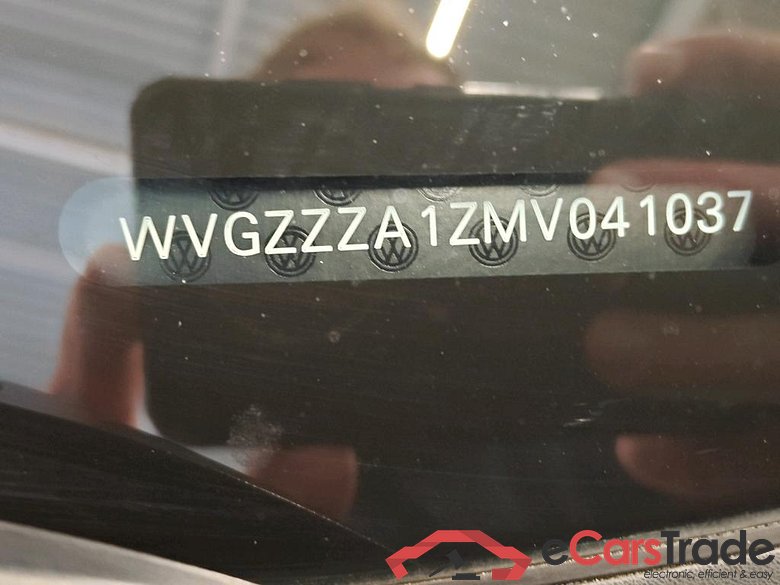 WVGZZZA1ZMV041037
eCarsTrade
electronic, efficient & easy